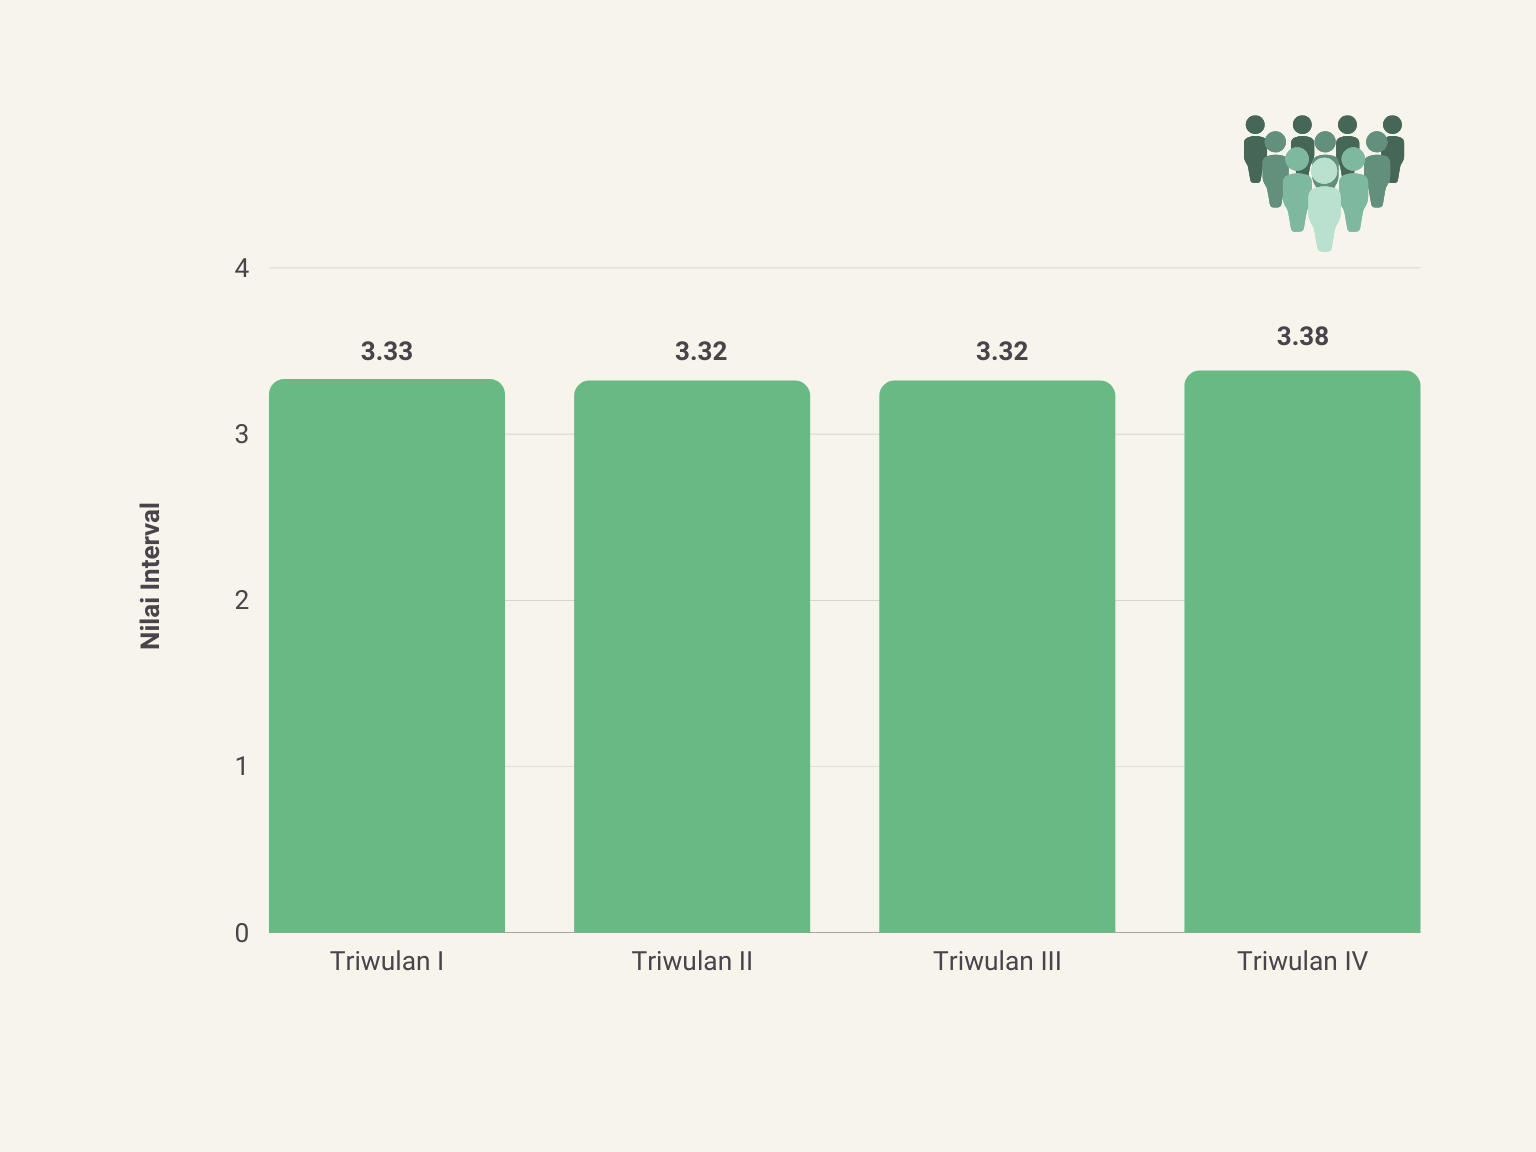 4
3.33
3.32
3.32
3.38
3
Nilai Interval
2
1
0
Triwulan I
Triwulan II
Triwulan III
Triwulan IV